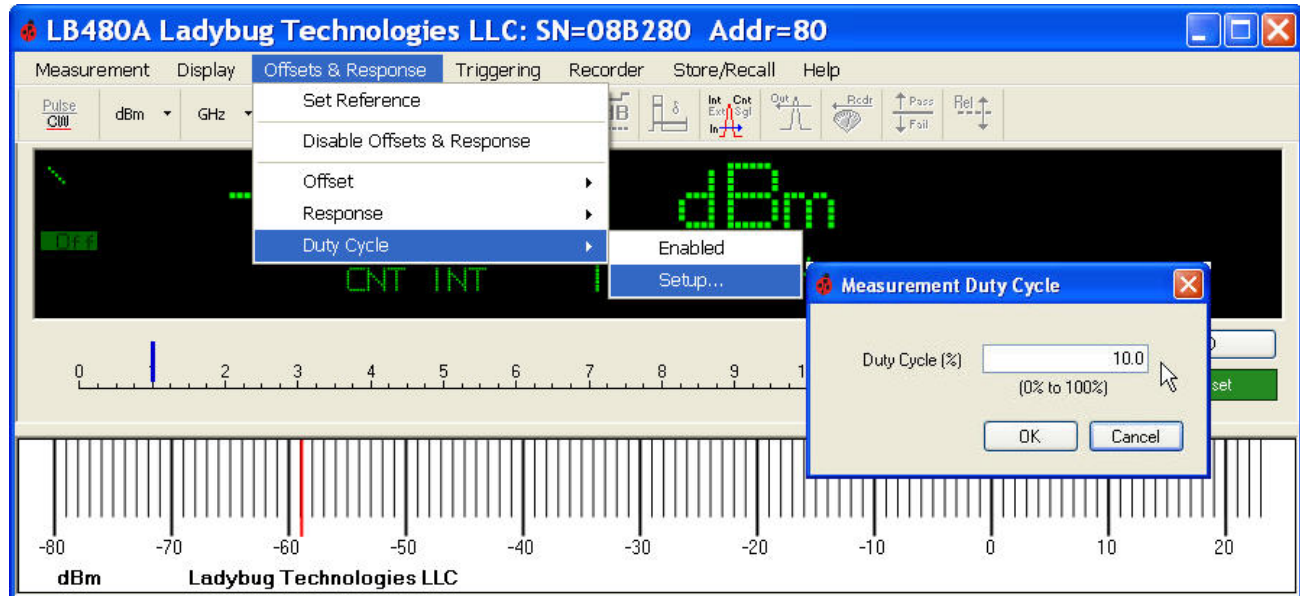 LB480A Ladybug Technologies LLC: SN=08B280 Addr=80
Measurement Display Offsets & Response Triggering Recorder Store/Recall Help
Pulse
CW
dBm
GHz
Set Reference
Disable Offsets & Response
Offset
Response
Duty Cycle
Enabled
Setup...
dB
δ
Int Cnt
Ext Sgl
In
Out
Rcdr
Pass
Fail
Rel
dBm
Off
CNT INT
Measurement Duty Cycle
Duty Cycle (%) 10.0
(0% to 100%)
OK Cancel
0 1 2 3 4 5 6 7 8 9 1
set
-80 -70 -60 -50 -40 -30 -20 -10 0 10 20
dBm Ladybug Technologies LLC